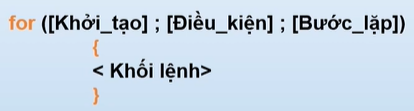 for ([Khởi_tạo] ; [Điều_kiện] ; [Bước_lặp])
{
< Khối lệnh>
}